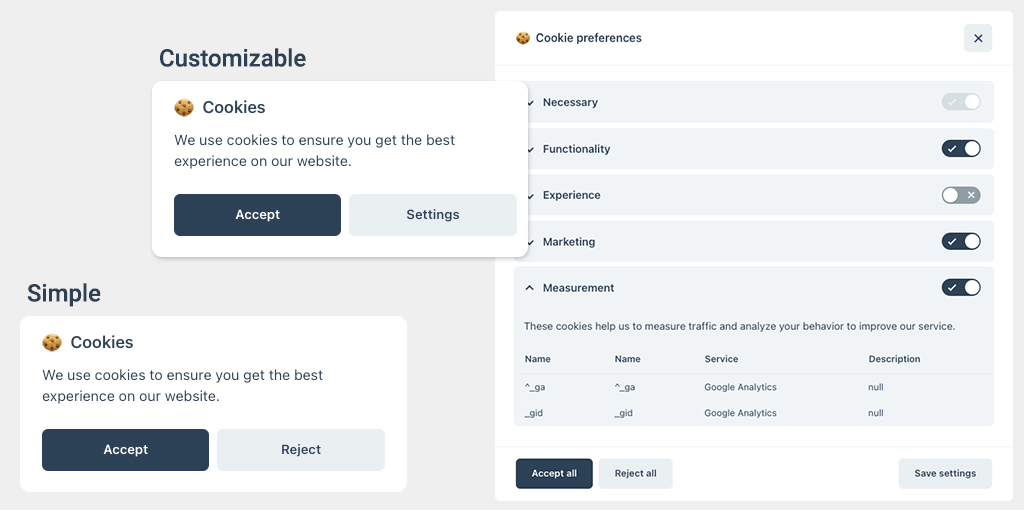 Customizable
Cookies
We use cookies to ensure you get the best
experience on our website.
Accept Settings
Simple
Cookies
We use cookies to ensure you get the best
experience on our website.
Accept Reject
Cookie preferences
Necessary
Functionality
Experience
Marketing
Measurement
These cookies help us to measure traffic and analyze your behavior to improve our service.
Name Name Service Description
^_ga ^_ga Google Analytics null
_gid _gid Google Analytics null
Accept all Reject all Save settings